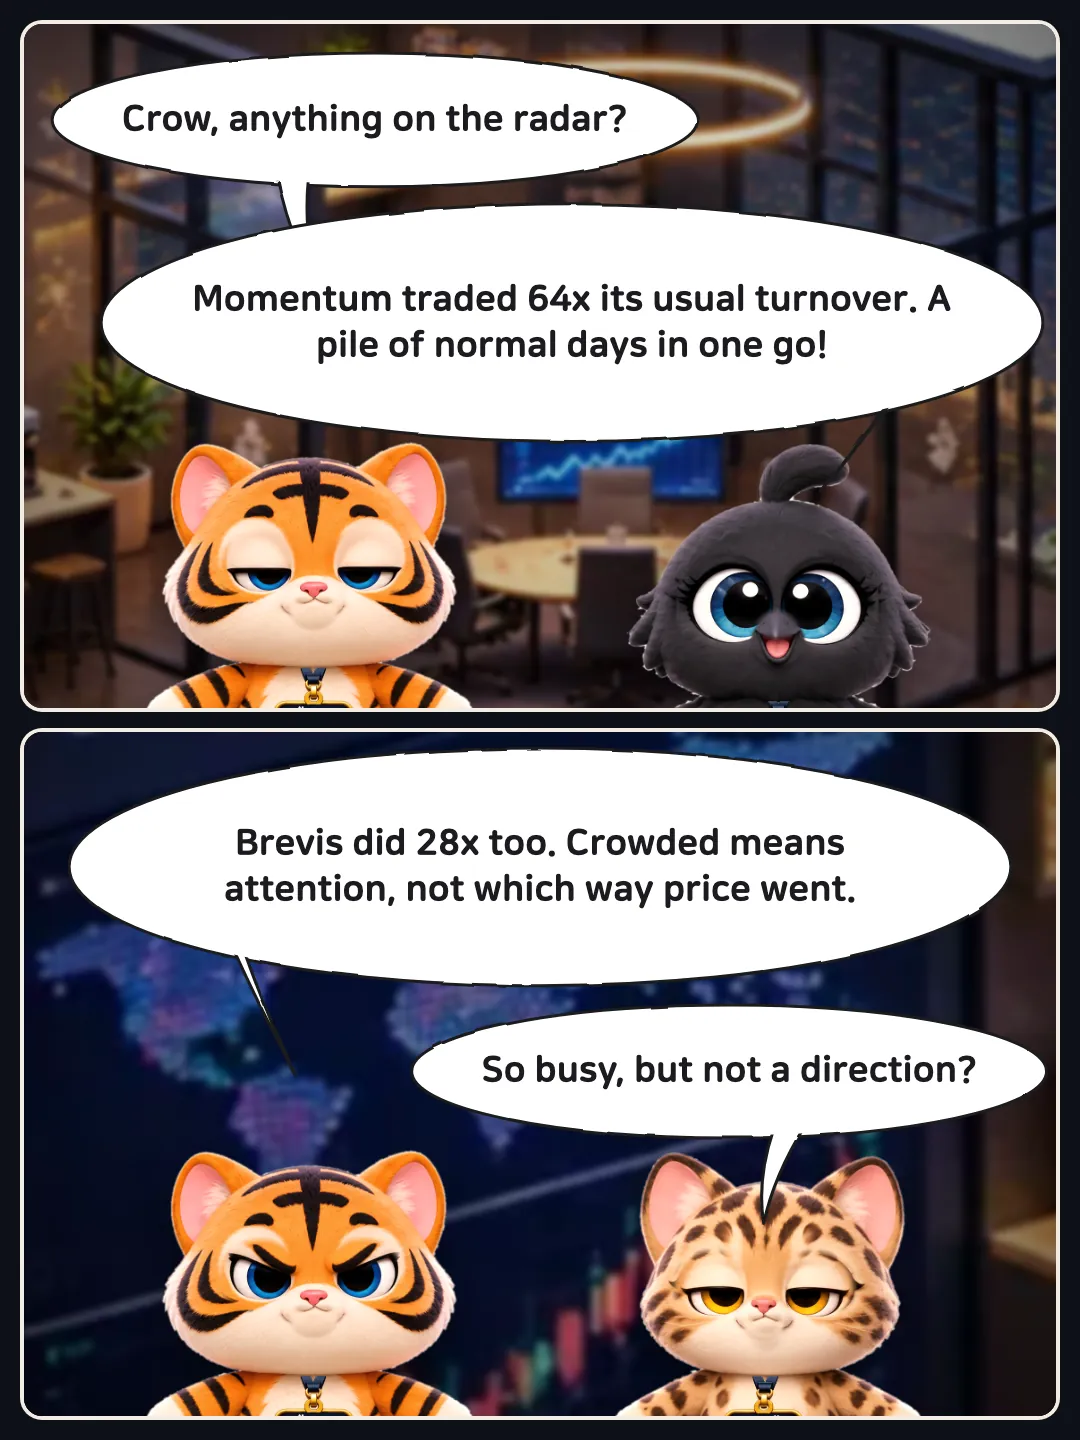 Crow, anything on the radar?
Momentum traded 64x its usual turnover. A
pile of normal days in one go!
Brevis did 28x too. Crowded means
attention, not which way price went.
So busy, but not a direction?